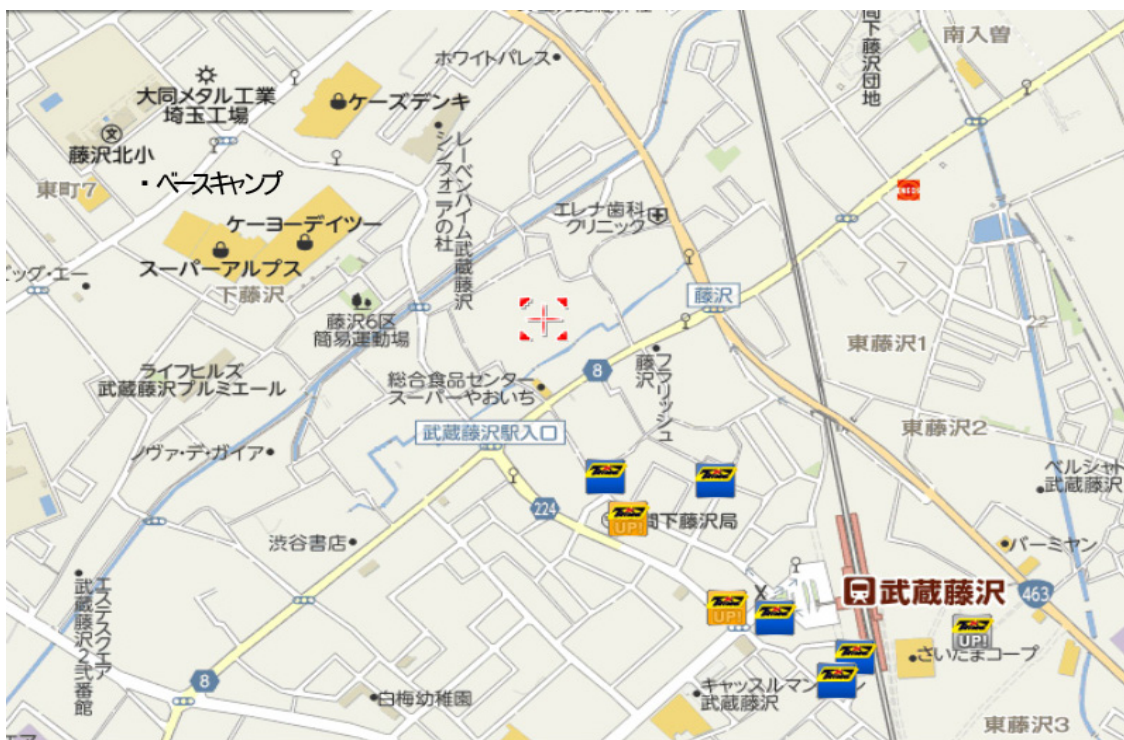 南入曽
間下藤沢団地
ホワイトパレス
大同メタル工業
埼玉工場
ケーズデンキ
藤沢北小
東町7
ベースキャンプ
レーベンハイム武蔵藤沢
シンフォニアの杜
エレナ歯科
クリニック
ENEOS
ケーヨーデイツー
スーパーアルプス
下藤沢
ビッグ・エー
藤沢6区
簡易運動場
藤沢
7
22
東藤沢1
ライフヒルズ
武蔵藤沢プルミエール
総合食品センター
スーパーやおいち
8
フラリッシュ
藤沢
武蔵藤沢駅入口
東藤沢2
ノヴァ・デ・ガイア
ベルシャト
武蔵藤沢
224
間下藤沢局
UP!
渋谷書店
バーミヤン
エステスクエア
武蔵藤沢2弐番館
武蔵藤沢
463
UP!
UP!
さいたまコープ
8
白梅幼稚園
キャッスルマン
武蔵藤沢
東藤沢3